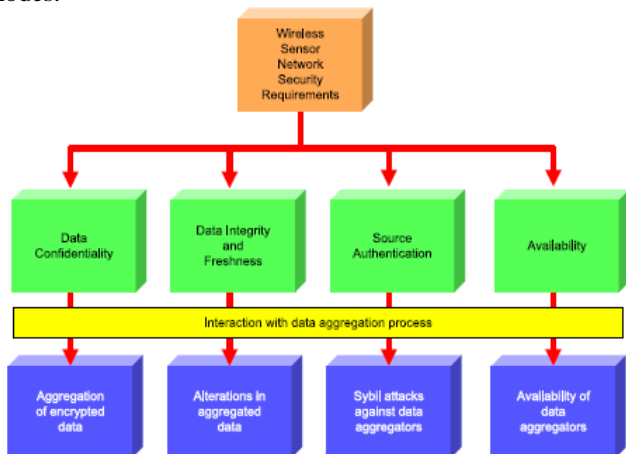 Wireless
Sensor
Network
Security
Requirements
Data
Confidentiality
Data Integrity
and
Freshness
Source
Authentication
Availability
Interaction with data aggregation process
Aggregation
of encrypted
data
Alterations in
aggregated
data
Sybil attacks
against data
aggregators
Availability of
data
aggregators